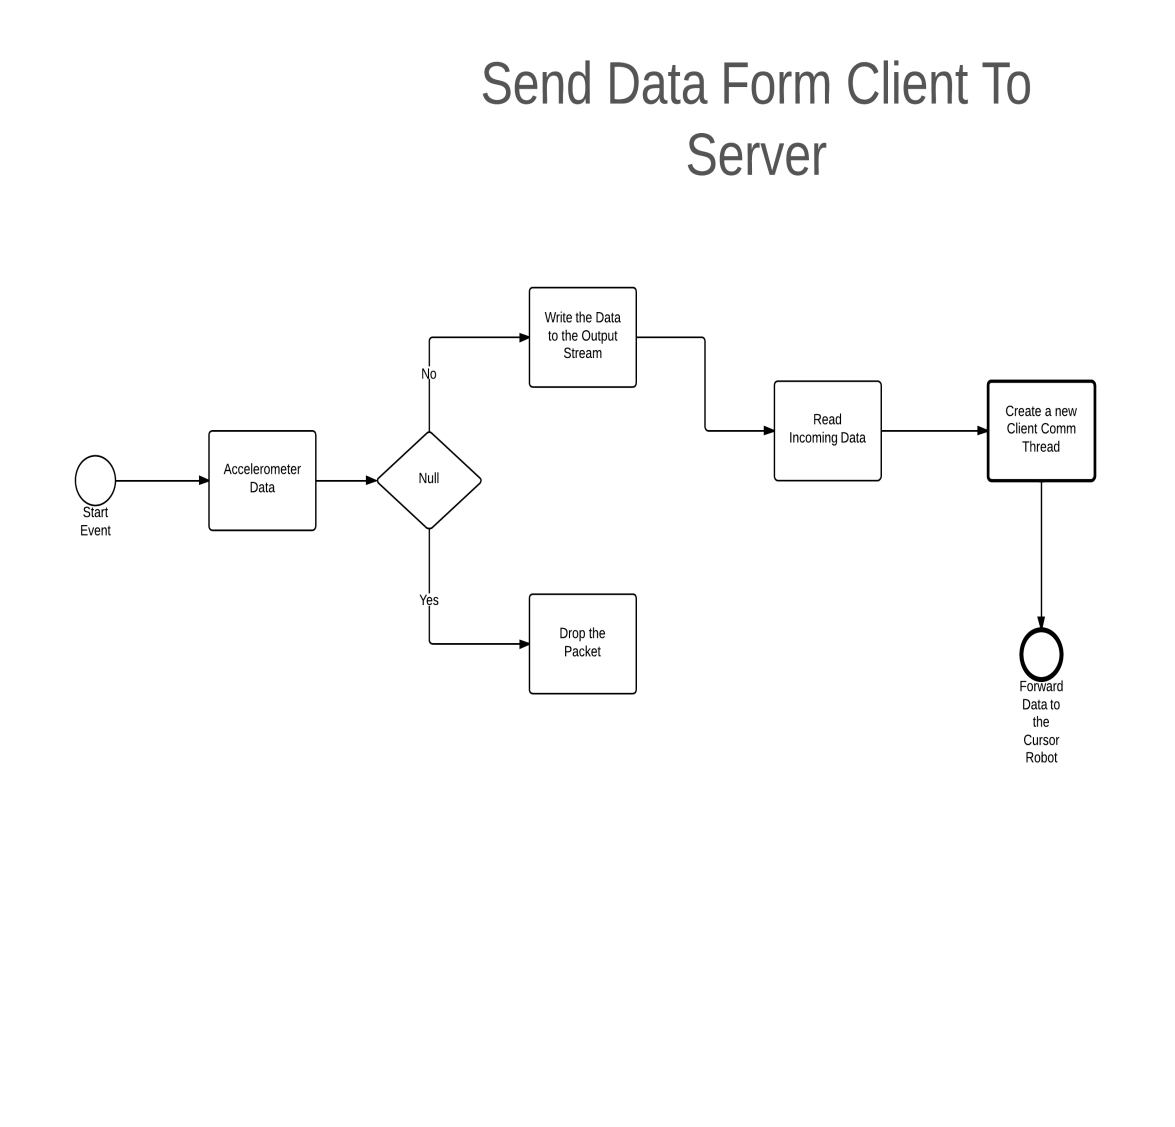 Send Data Form Client To
Server
Start
Event
Accelerometer
Data
Null
No
Write the Data
to the Output
Stream
Yes
Drop the
Packet
Read
Incoming Data
Create a new
Client Comm
Thread
Forward
Data to
the
Cursor
Robot